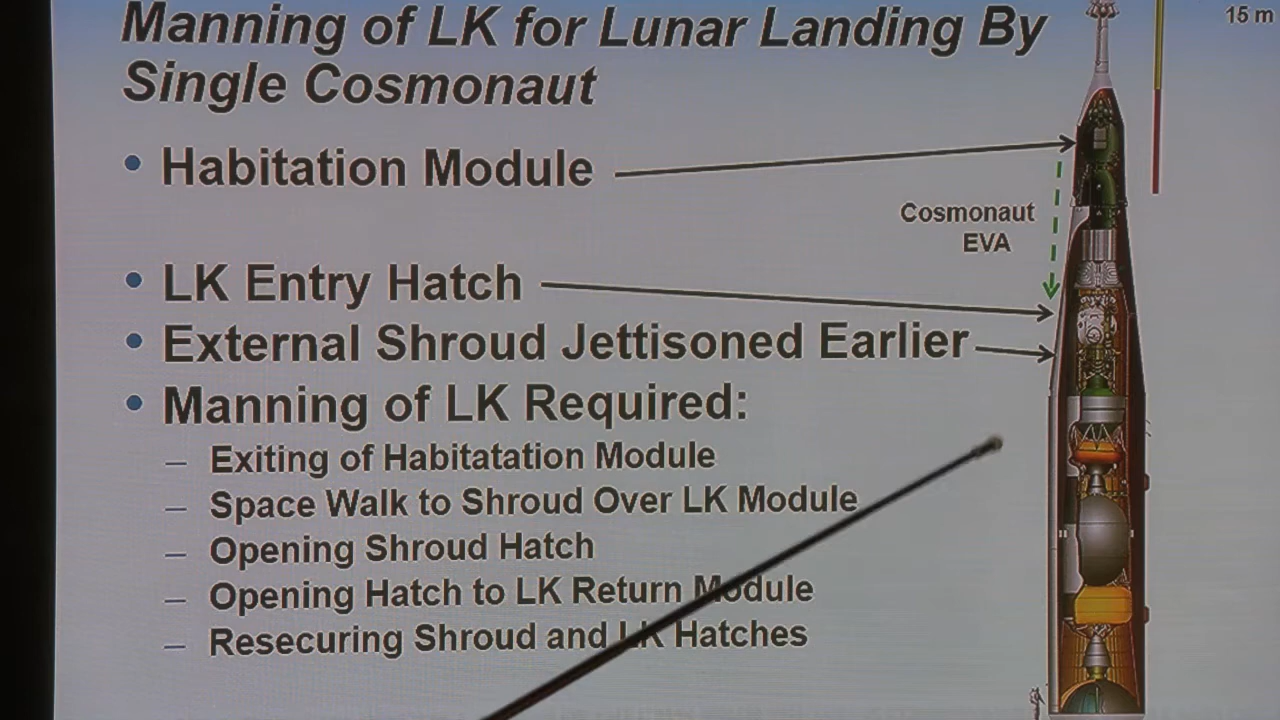 Manning of LK for Lunar Landing By
Single Cosmonaut
15 m
• Habitation Module
Cosmonaut
EVA
• LK Entry Hatch
• External Shroud Jettisoned Earlier
• Manning of LK Required:
– Exiting of Habitatation Module
– Space Walk to Shroud Over LK Module
– Opening Shroud Hatch
– Opening Hatch to LK Return Module
– Resecuring Shroud and LK Hatches